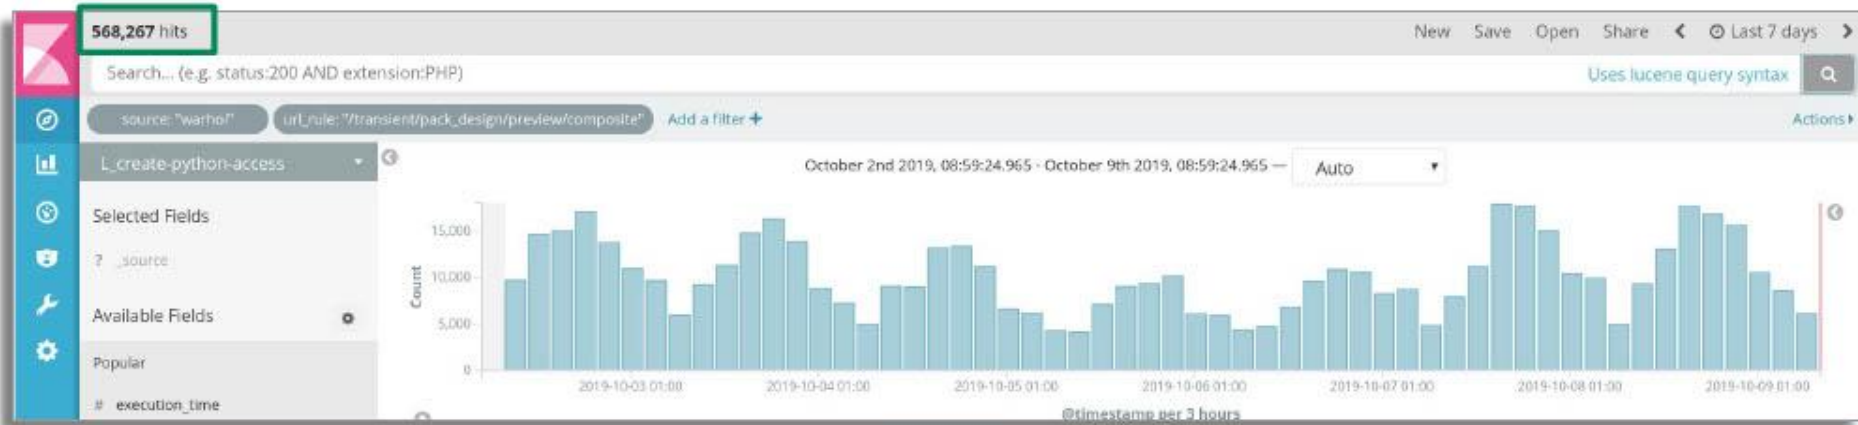 568,267 hits
New Save Open Share Last 7 days
Search... (e.g. status:200 AND extension:PHP)
Uses lucene query syntax
source: "warhol" url_rule: "/transient/pack_design/preview/composite" Add a filter +
Actions
L_create-python-access
October 2nd 2019, 08:59:24.965 - October 9th 2019, 08:59:24.965 —
Auto
Selected Fields
? _source
Available Fields
Popular
# execution_time
Count
15,000
10,000
5,000
0
2019-10-03 01:00 2019-10-04 01:00 2019-10-05 01:00 2019-10-06 01:00 2019-10-07 01:00 2019-10-08 01:00 2019-10-09 01:00
@timestamp per 3 hours